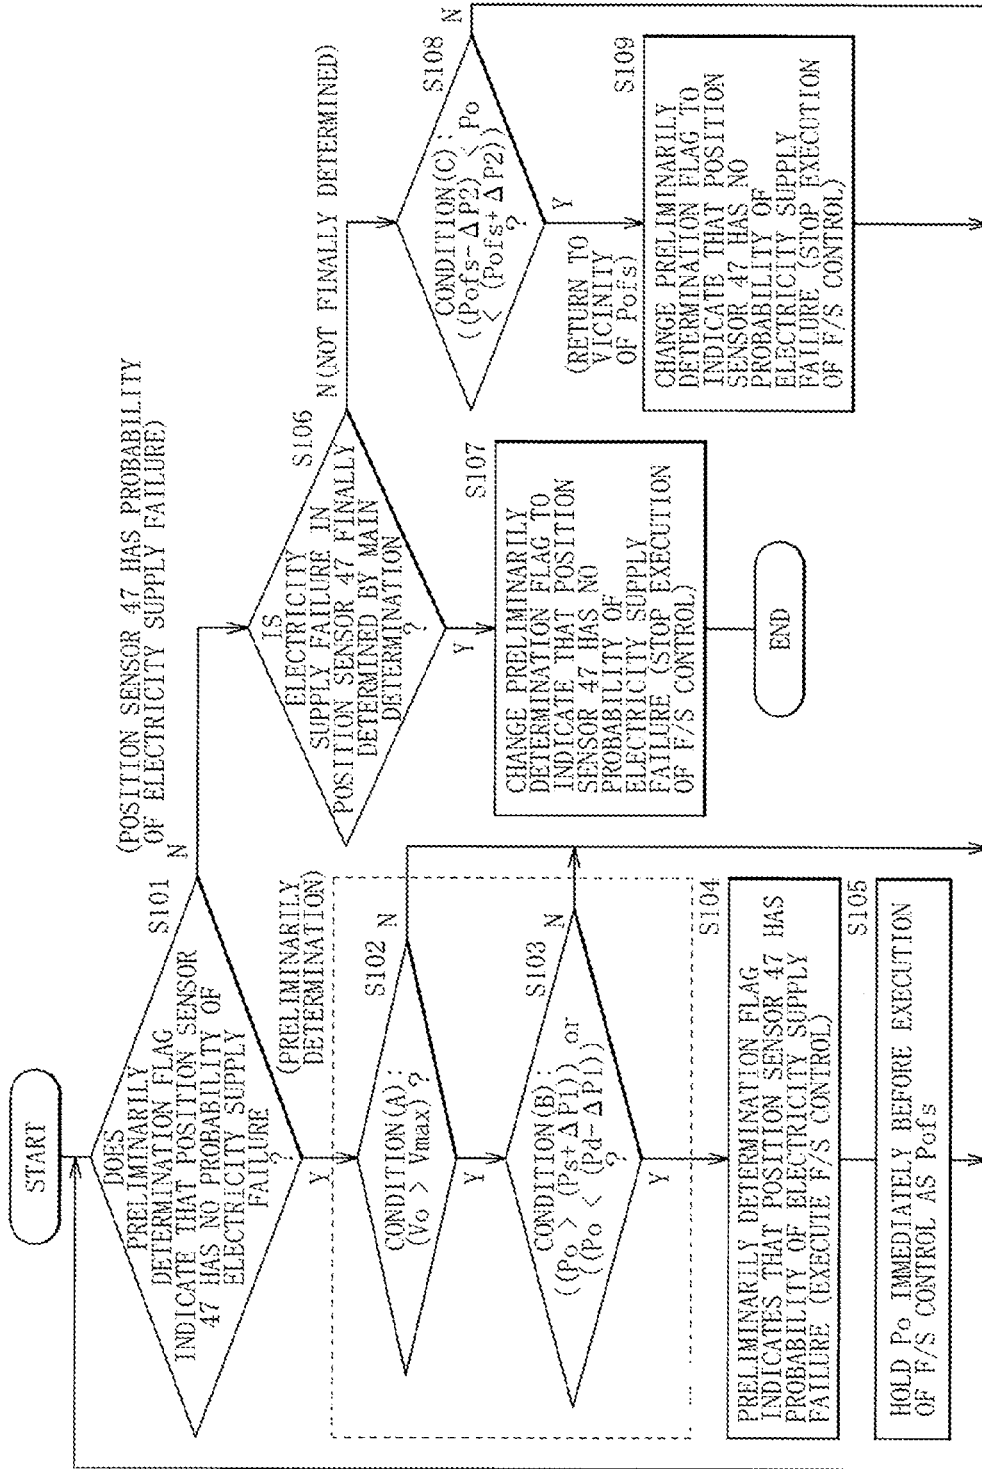 START
DOES
PRELIMINARILY
DETERMINATION FLAG
INDICATE THAT POSITION SENSOR
47 HAS NO PROBABILITY OF
ELECTRICITY SUPPLY
FAILURE
?
S101
N
(POSITION SENSOR 47 HAS PROBABILITY
OF ELECTRICITY SUPPLY FAILURE)
Y
(PRELIMINARILY
DETERMINATION)
CONDITION(A):
(Vo > Vmax)?
S102
N
Y
CONDITION(B):
((Po > (Ps+ΔP1)) or
((Po < (Pd-ΔP1))
?
S103
N
Y
S104
PRELIMINARILY DETERMINATION FLAG
INDICATES THAT POSITION SENSOR 47 HAS
PROBABILITY OF ELECTRICITY SUPPLY
FAILURE (EXECUTE F/S CONTROL)
S105
HOLD Po IMMEDIATELY BEFORE EXECUTION
OF F/S CONTROL AS Pofs
IS
ELECTRICITY
SUPPLY FAILURE IN
POSITION SENSOR 47 FINALLY
DETERMINED BY MAIN
DETERMINATION
?
S106
N(NOT FINALLY DETERMINED)
Y
S107
CHANGE PRELIMINARILY
DETERMINATION FLAG TO
INDICATE THAT POSITION
SENSOR 47 HAS NO
PROBABILITY OF
ELECTRICITY SUPPLY
FAILURE (STOP EXECUTION
OF F/S CONTROL)
END
CONDITION(C):
((Pofs-ΔP2) < Po
< (Pofs+ΔP2))
?
S108
N
Y
(RETURN TO
VICINITY
OF Pofs)
S109
CHANGE PRELIMINARILY
DETERMINATION FLAG TO
INDICATE THAT POSITION
SENSOR 47 HAS NO
PROBABILITY OF
ELECTRICITY SUPPLY
FAILURE (STOP EXECUTION
OF F/S CONTROL)